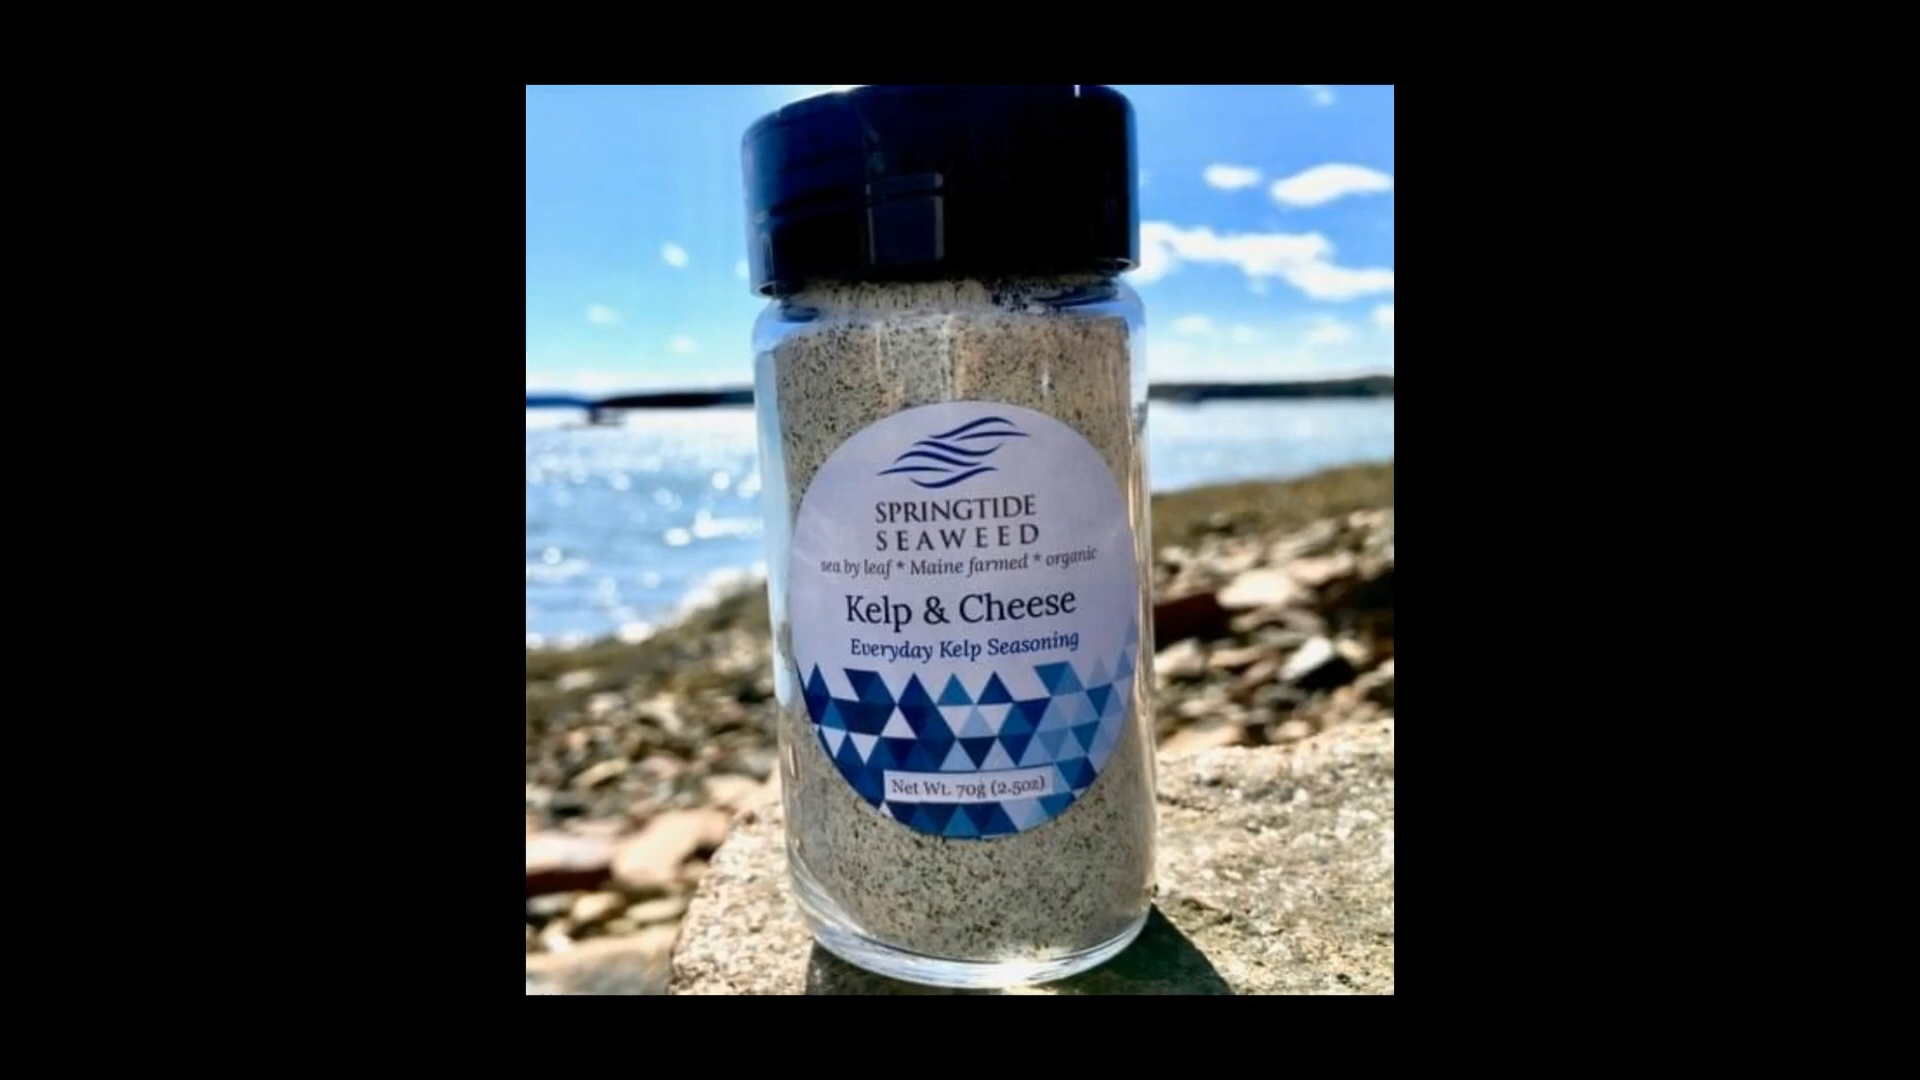 SPRINGTIDE
SEAWEED
sea by leaf * Maine farmed * organic
Kelp & Cheese
Everyday Kelp Seasoning
Net Wt. 70g (2.5oz)